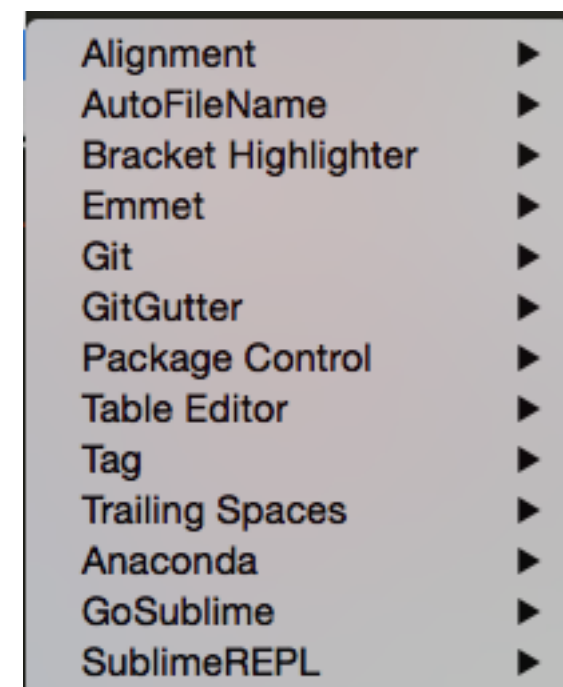 Alignment
AutoFileName
Bracket Highlighter
Emmet
Git
GitGutter
Package Control
Table Editor
Tag
Trailing Spaces
Anaconda
GoSublime
SublimeREPL